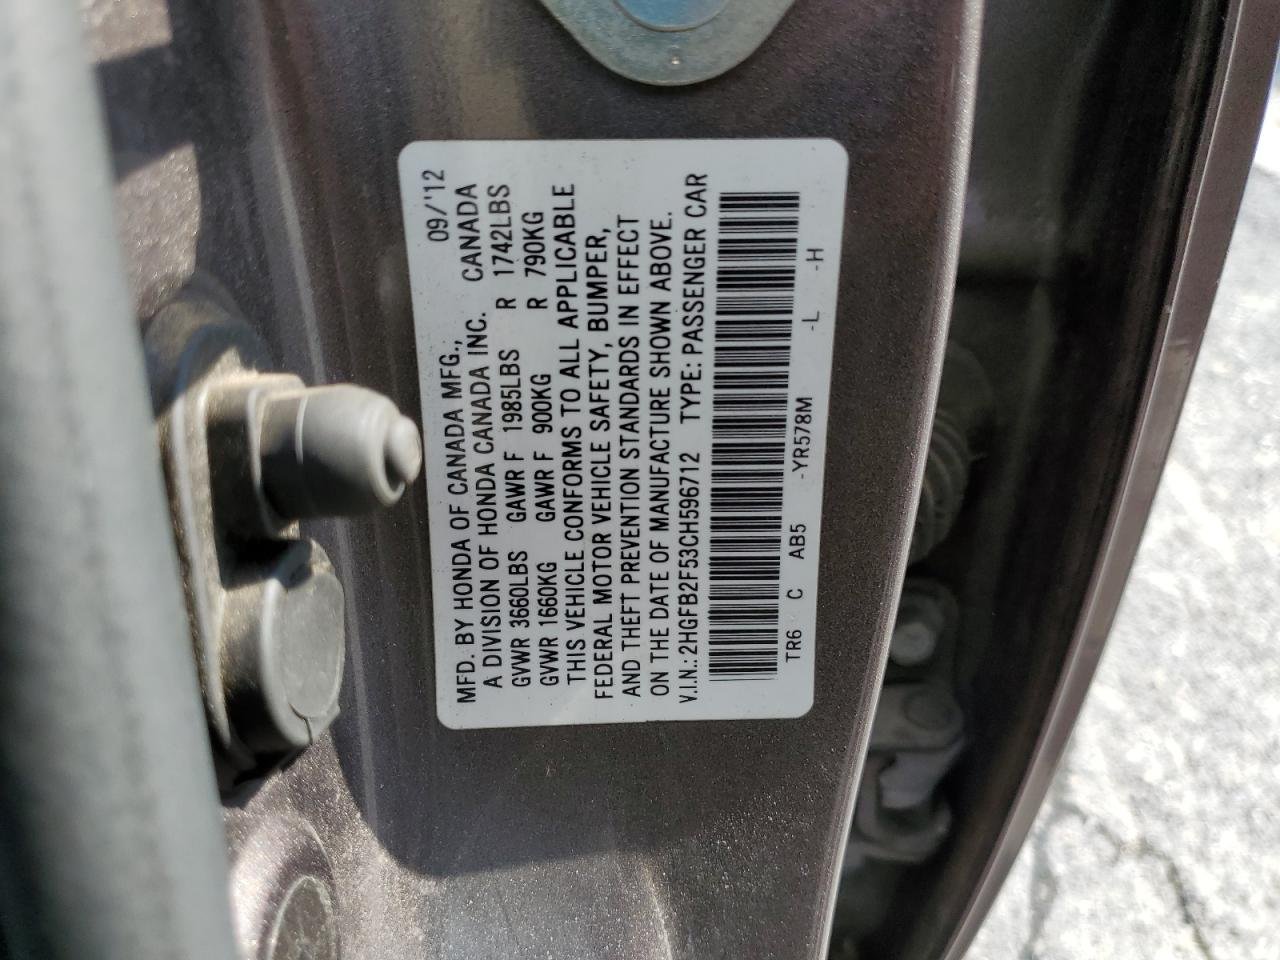 MFD. BY HONDA OF CANADA MFG., 09/'12
A DIVISION OF HONDA CANADA INC. CANADA
GVWR 3660LBS GAWR F 1985LBS R 1742LBS
GVWR 1660KG GAWR F 900KG R 790KG
THIS VEHICLE CONFORMS TO ALL APPLICABLE
FEDERAL MOTOR VEHICLE SAFETY, BUMPER,
AND THEFT PREVENTION STANDARDS IN EFFECT
ON THE DATE OF MANUFACTURE SHOWN ABOVE.
V.I.N.: 2HGFB2F53CH596712 TYPE: PASSENGER CAR
TR6 C AB5 -YR578M -L -H